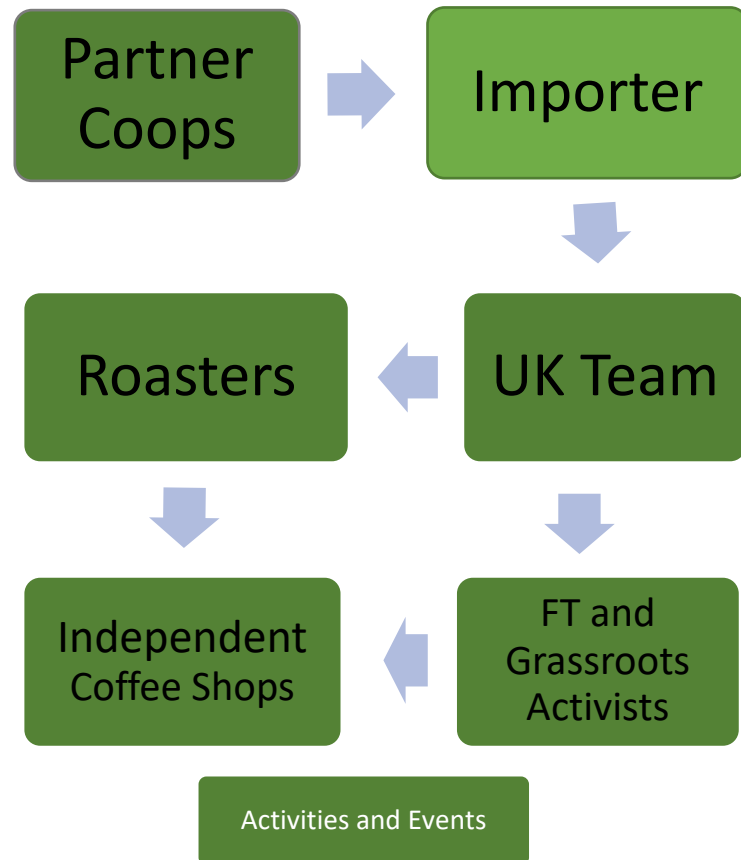 Partner
Coops
Importer
Roasters
UK Team
Independent
Coffee Shops
FT and
Grassroots
Activists
Activities and Events